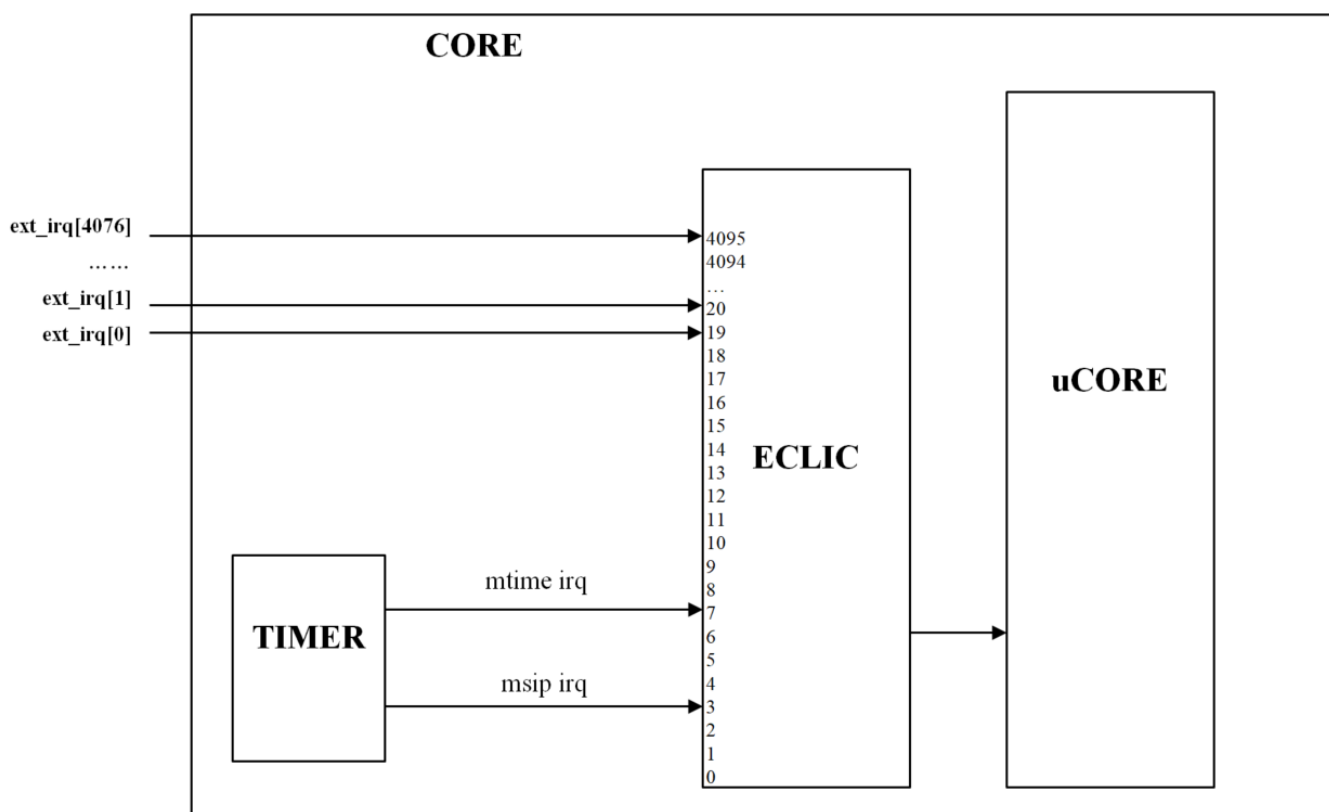 CORE
ext_irq[4076]
……
ext_irq[1]
ext_irq[0]
4095
4094
…
20
19
18
17
16
15
14
13
12
11
10
9
8
7
6
5
4
3
2
1
0
ECLIC
uCORE
TIMER
mtime irq
msip irq